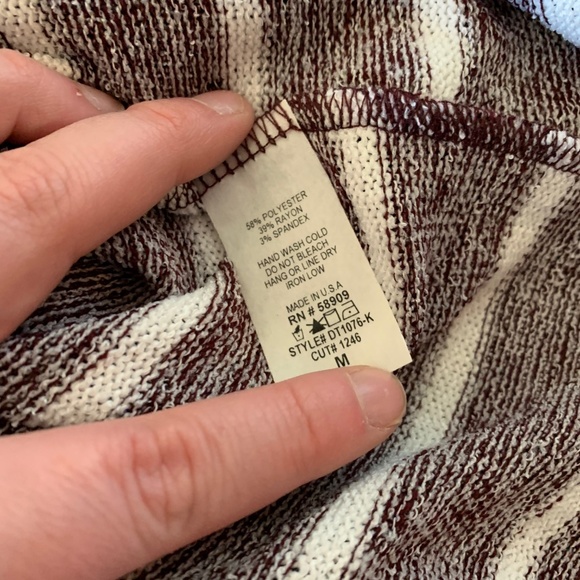 58% POLYESTER
39% RAYON
3% SPANDEX
HAND WASH COLD
DO NOT BLEACH
HANG OR LINE DRY
IRON LOW
MADE IN U.S.A
RN # 58909
STYLE# DT1076-K
CUT# 1246
M